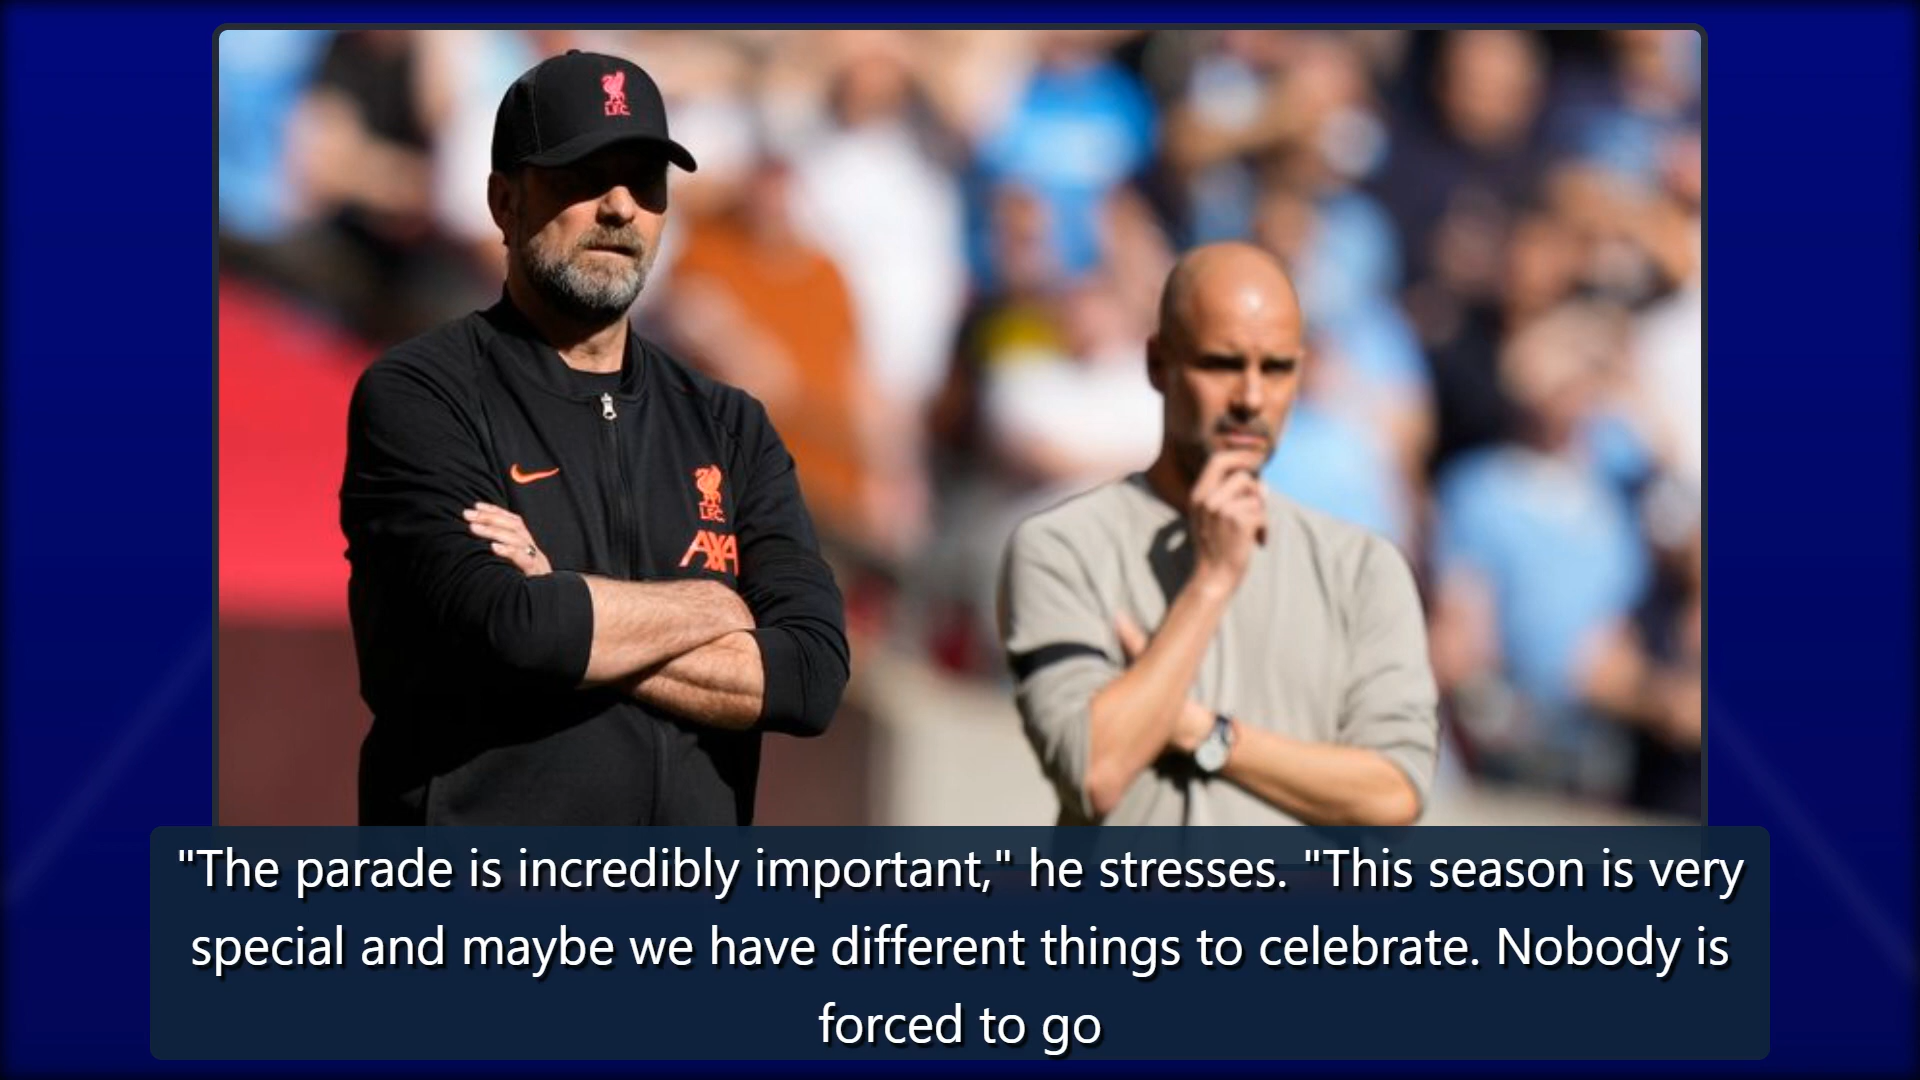 L.F.C.
L.F.C.
AXA
"The parade is incredibly important," he stresses. "This season is very
special and maybe we have different things to celebrate. Nobody is
forced to go